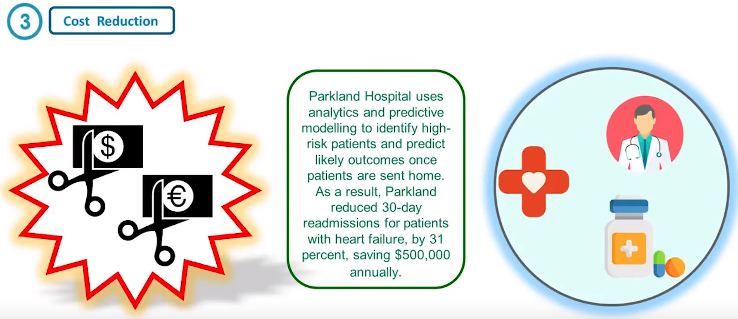 3
Cost Reduction
$
€
Parkland Hospital uses
analytics and predictive
modelling to identify high-
risk patients and predict
likely outcomes once
patients are sent home.
As a result, Parkland
reduced 30-day
readmissions for patients
with heart failure, by 31
percent, saving $500,000
annually.